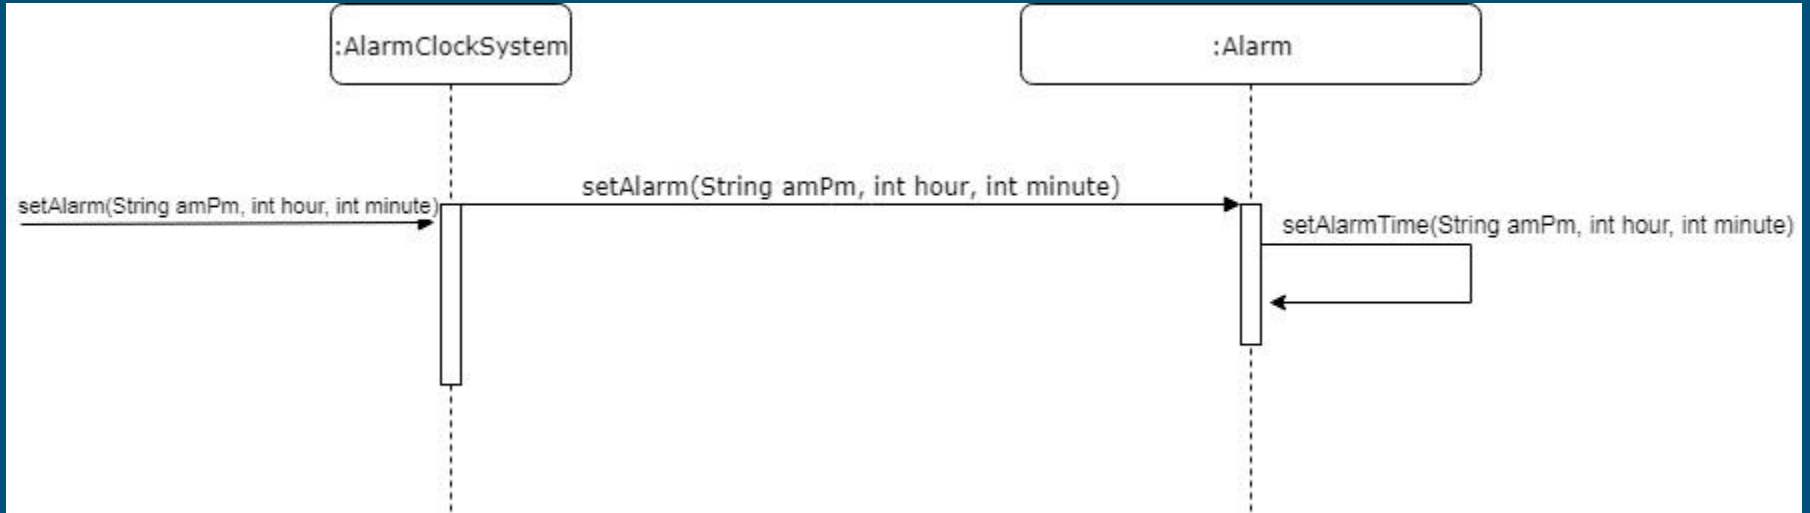 :AlarmClockSystem
:Alarm
setAlarm(String amPm, int hour, int minute)
setAlarm(String amPm, int hour, int minute)
setAlarmTime(String amPm, int hour, int minute)